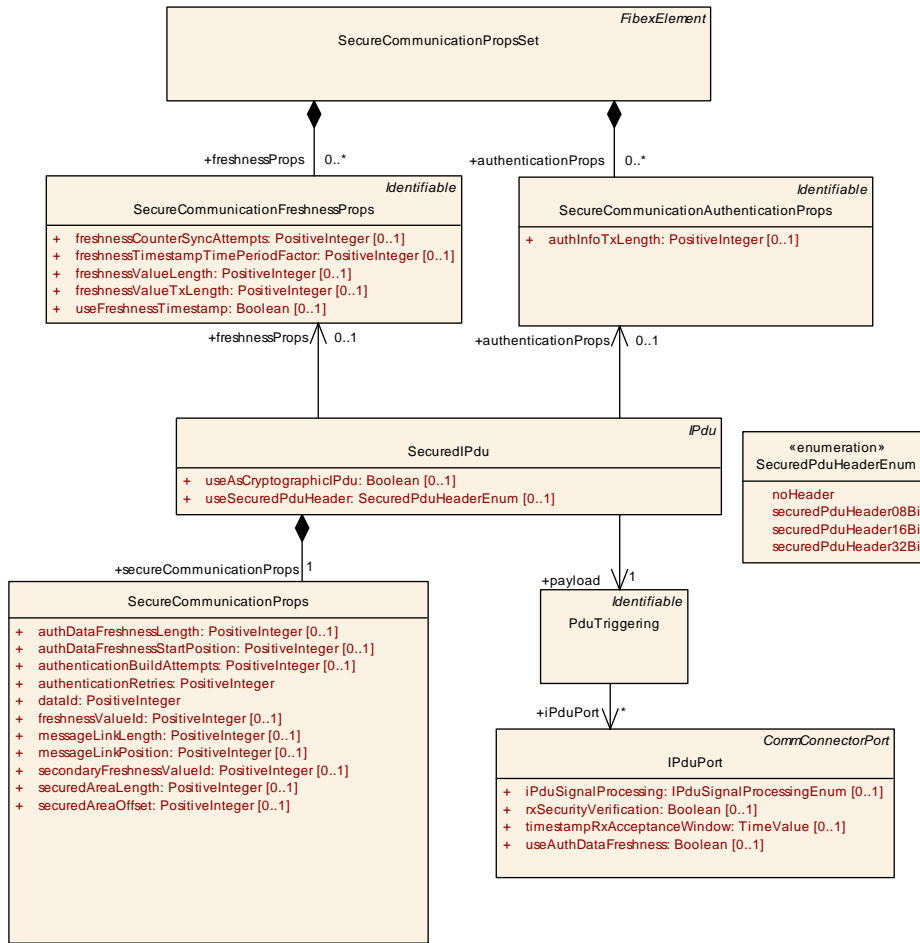 FibexElement
SecureCommunicationPropsSet
+freshnessProps 0..*
+authenticationProps 0..*
Identifiable
SecureCommunicationFreshnessProps
+ freshnessCounterSyncAttempts: PositiveInteger [0..1]
+ freshnessTimestampTimePeriodFactor: PositiveInteger [0..1]
+ freshnessValueLength: PositiveInteger [0..1]
+ freshnessValueTxLength: PositiveInteger [0..1]
+ useFreshnessTimestamp: Boolean [0..1]
Identifiable
SecureCommunicationAuthenticationProps
+ authInfoTxLength: PositiveInteger [0..1]
+freshnessProps 0..1
+authenticationProps 0..1
IPdu
SecuredIPdu
+ useAsCryptographicIPdu: Boolean [0..1]
+ useSecuredPduHeader: SecuredPduHeaderEnum [0..1]
«enumeration»
SecuredPduHeaderEnum
noHeader
securedPduHeader08Bi
securedPduHeader16Bi
securedPduHeader32Bi
+secureCommunicationProps 1
+payload 1
SecureCommunicationProps
+ authDataFreshnessLength: PositiveInteger [0..1]
+ authDataFreshnessStartPosition: PositiveInteger [0..1]
+ authenticationBuildAttempts: PositiveInteger [0..1]
+ authenticationRetries: PositiveInteger
+ dataId: PositiveInteger
+ freshnessValueId: PositiveInteger [0..1]
+ messageLinkLength: PositiveInteger [0..1]
+ messageLinkPosition: PositiveInteger [0..1]
+ secondaryFreshnessValueId: PositiveInteger [0..1]
+ securedAreaLength: PositiveInteger [0..1]
+ securedAreaOffset: PositiveInteger [0..1]
Identifiable
PduTriggering
+iPduPort *
CommConnectorPort
IPduPort
+ iPduSignalProcessing: IPduSignalProcessingEnum [0..1]
+ rxSecurityVerification: Boolean [0..1]
+ timestampRxAcceptanceWindow: TimeValue [0..1]
+ useAuthDataFreshness: Boolean [0..1]